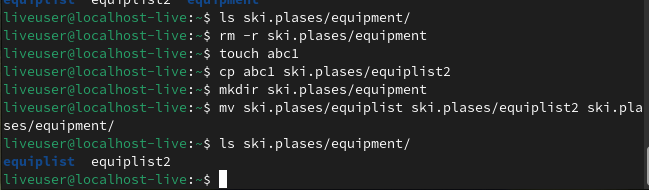 equiplist  equiplist2  equipment
liveuser@localhost-live:~$ ls ski.plases/equipment/
liveuser@localhost-live:~$ rm -r ski.plases/equipment
liveuser@localhost-live:~$ touch abc1
liveuser@localhost-live:~$ cp abc1 ski.plases/equiplist2
liveuser@localhost-live:~$ mkdir ski.plases/equipment
liveuser@localhost-live:~$ mv ski.plases/equiplist ski.plases/equiplist2 ski.pla
ses/equipment/
liveuser@localhost-live:~$ ls ski.plases/equipment/
equiplist  equiplist2
liveuser@localhost-live:~$